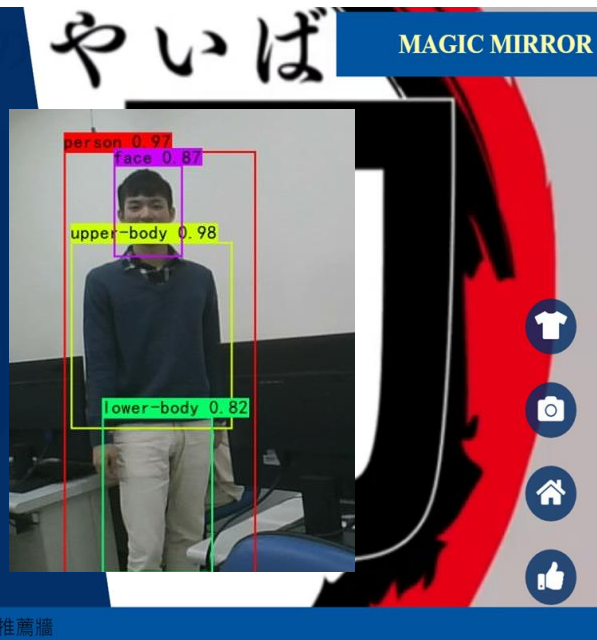 やいば
MAGIC MIRROR
person 0.97
face 0.87
upper-body 0.98
lower-body 0.82
推薦牆